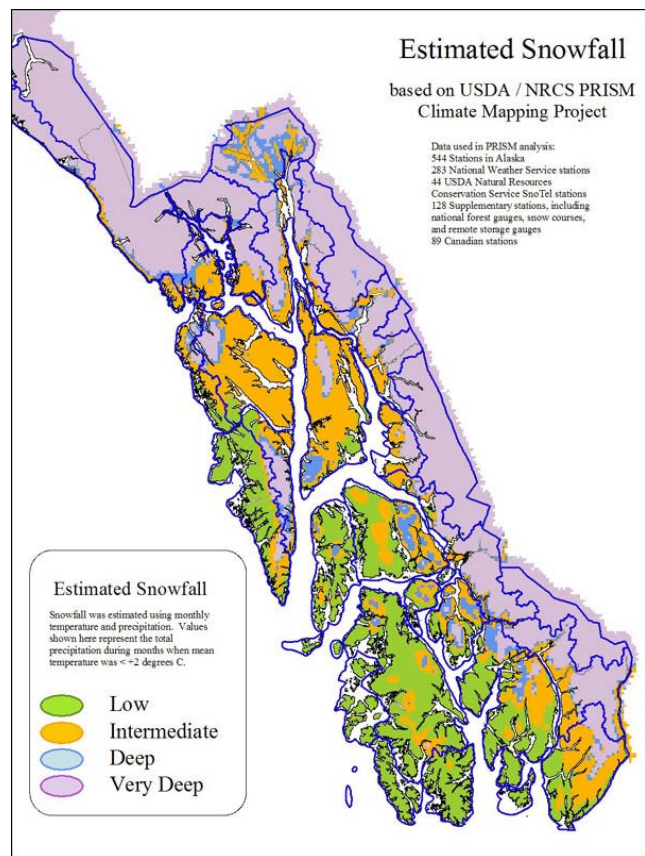 Estimated Snowfall
based on USDA / NRCS PRISM
Climate Mapping Project
Data used in PRISM analysis:
544 Stations in Alaska
283 National Weather Service stations
44 USDA Natural Resources
Conservation Service SnoTel stations
128 Supplementary stations, including
national forest gauges, snow courses,
and remote storage gauges
89 Canadian stations
Estimated Snowfall
Snowfall was estimated using monthly
temperature and precipitation. Values
shown here represent the total
precipitation during months when mean
temperature was < +2 degrees C.
Low
Intermediate
Deep
Very Deep